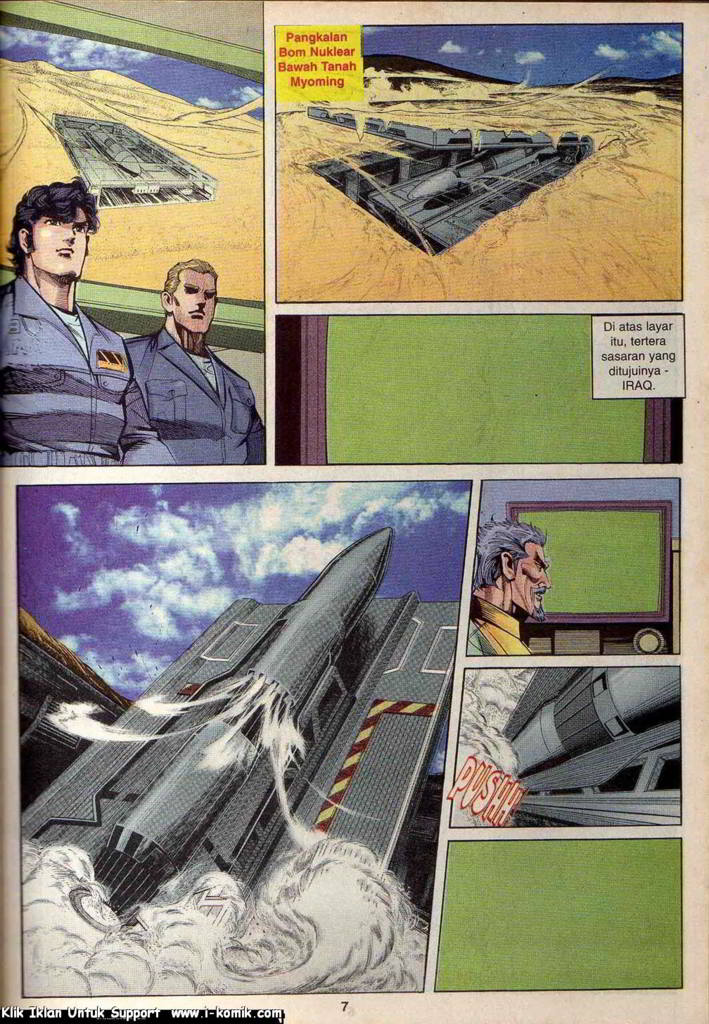 Pangkalan
Bom Nuklear
Bawah Tanah
Myoming
Di atas layar
itu, tertera
sasaran yang
ditujuinya -
IRAQ.
PUSHH
7
Klik Iklan Untuk Support www.i-komik.com